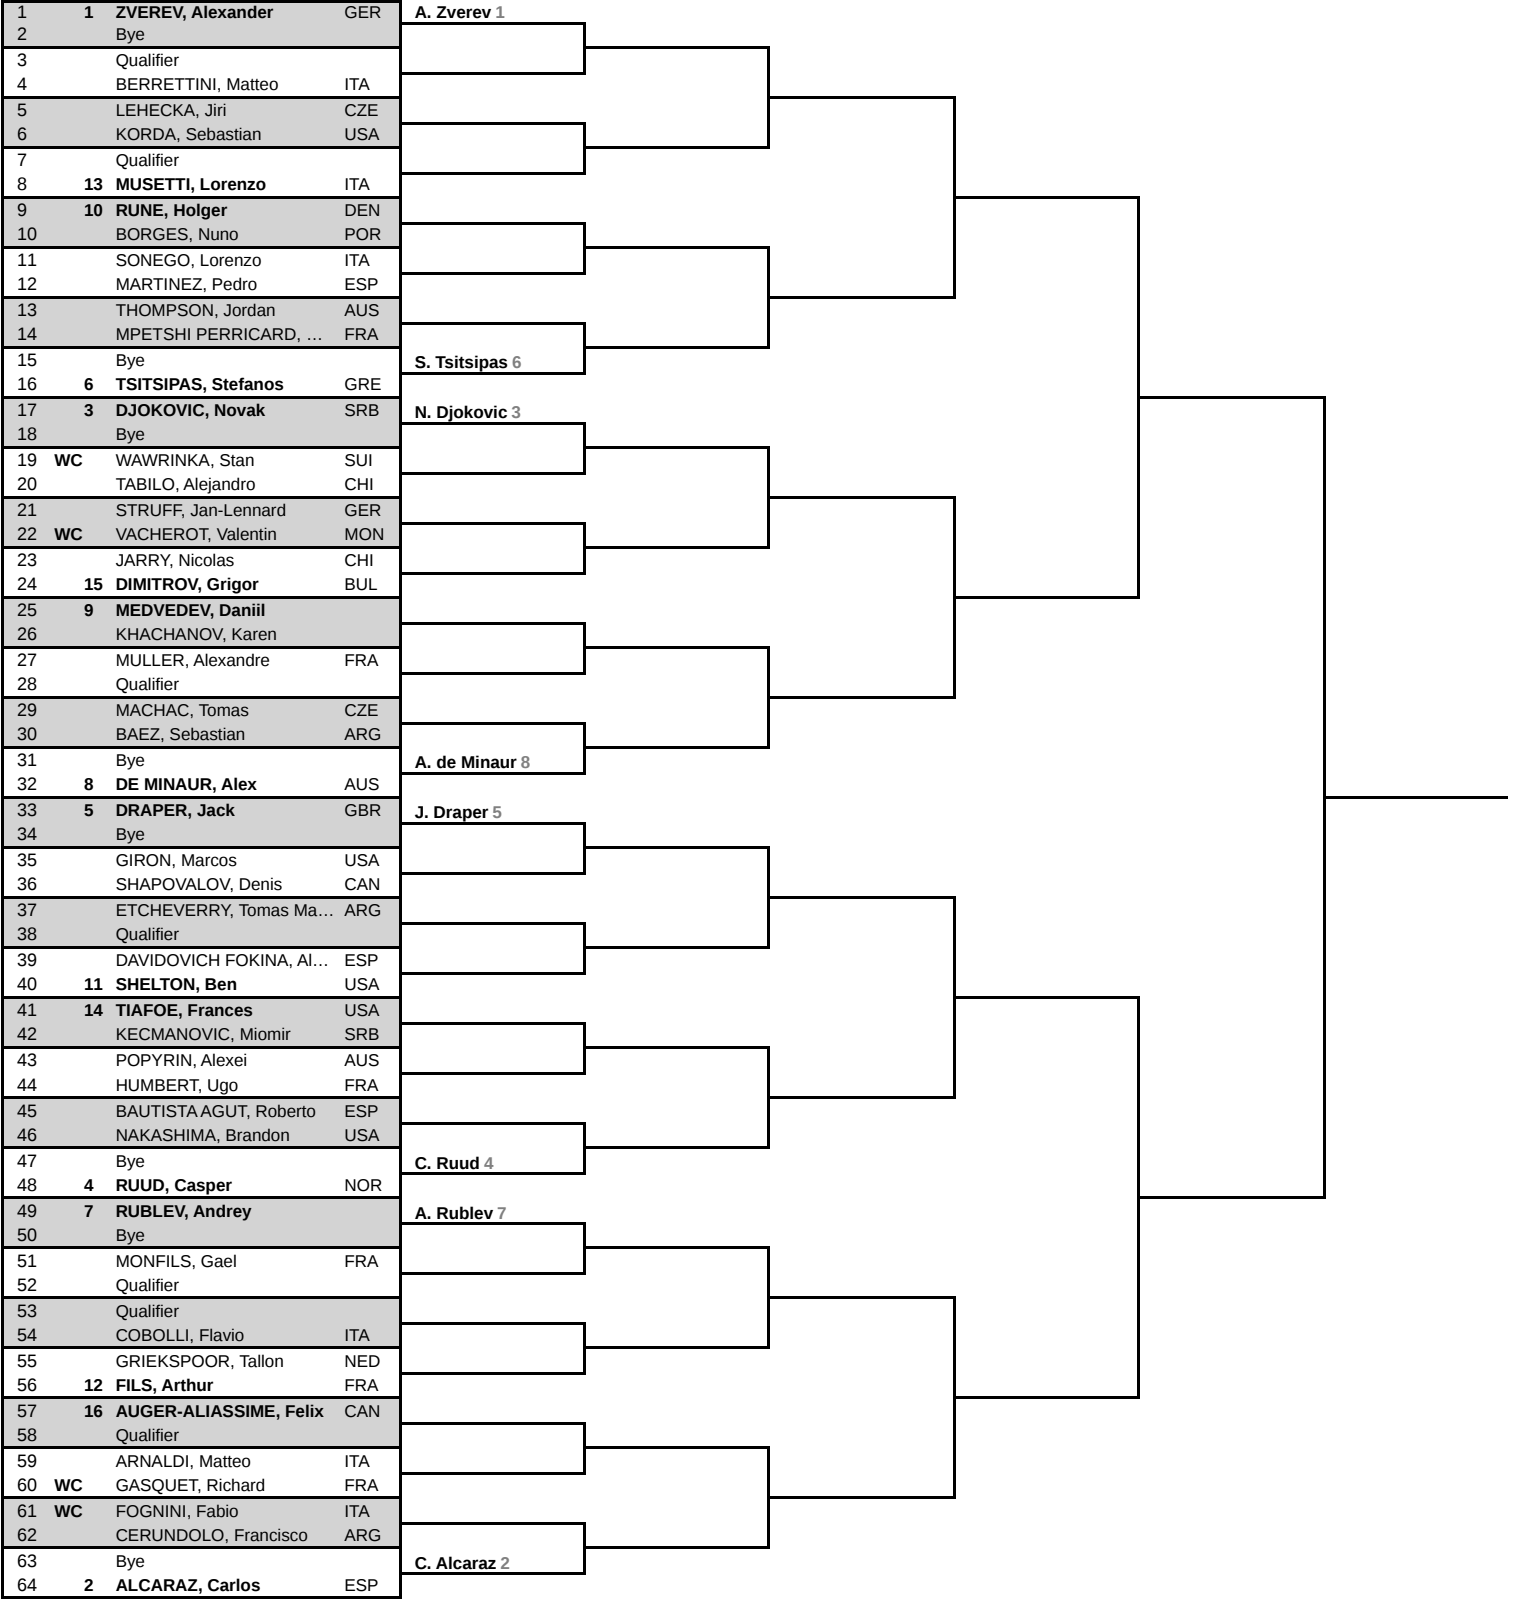 1 1 ZVEREV, Alexander GER A. Zverev 1
2 Bye
3 Qualifier
4 BERRETTINI, Matteo ITA
5 LEHECKA, Jiri CZE
6 KORDA, Sebastian USA
7 Qualifier
8 13 MUSETTI, Lorenzo ITA
9 10 RUNE, Holger DEN
10 BORGES, Nuno POR
11 SONEGO, Lorenzo ITA
12 MARTINEZ, Pedro ESP
13 THOMPSON, Jordan AUS
14 MPETSHI PERRICARD, … FRA
15 Bye S. Tsitsipas 6
16 6 TSITSIPAS, Stefanos GRE
17 3 DJOKOVIC, Novak SRB N. Djokovic 3
18 Bye
19 WC WAWRINKA, Stan SUI
20 TABILO, Alejandro CHI
21 STRUFF, Jan-Lennard GER
22 WC VACHEROT, Valentin MON
23 JARRY, Nicolas CHI
24 15 DIMITROV, Grigor BUL
25 9 MEDVEDEV, Daniil
26 KHACHANOV, Karen
27 MULLER, Alexandre FRA
28 Qualifier
29 MACHAC, Tomas CZE
30 BAEZ, Sebastian ARG
31 Bye A. de Minaur 8
32 8 DE MINAUR, Alex AUS
33 5 DRAPER, Jack GBR J. Draper 5
34 Bye
35 GIRON, Marcos USA
36 SHAPOVALOV, Denis CAN
37 ETCHEVERRY, Tomas Ma… ARG
38 Qualifier
39 DAVIDOVICH FOKINA, Al… ESP
40 11 SHELTON, Ben USA
41 14 TIAFOE, Frances USA
42 KECMANOVIC, Miomir SRB
43 POPYRIN, Alexei AUS
44 HUMBERT, Ugo FRA
45 BAUTISTA AGUT, Roberto ESP
46 NAKASHIMA, Brandon USA
47 Bye C. Ruud 4
48 4 RUUD, Casper NOR
49 7 RUBLEV, Andrey A. Rublev 7
50 Bye
51 MONFILS, Gael FRA
52 Qualifier
53 Qualifier
54 COBOLLI, Flavio ITA
55 GRIEKSPOOR, Tallon NED
56 12 FILS, Arthur FRA
57 16 AUGER-ALIASSIME, Felix CAN
58 Qualifier
59 ARNALDI, Matteo ITA
60 WC GASQUET, Richard FRA
61 WC FOGNINI, Fabio ITA
62 CERUNDOLO, Francisco ARG
63 Bye C. Alcaraz 2
64 2 ALCARAZ, Carlos ESP